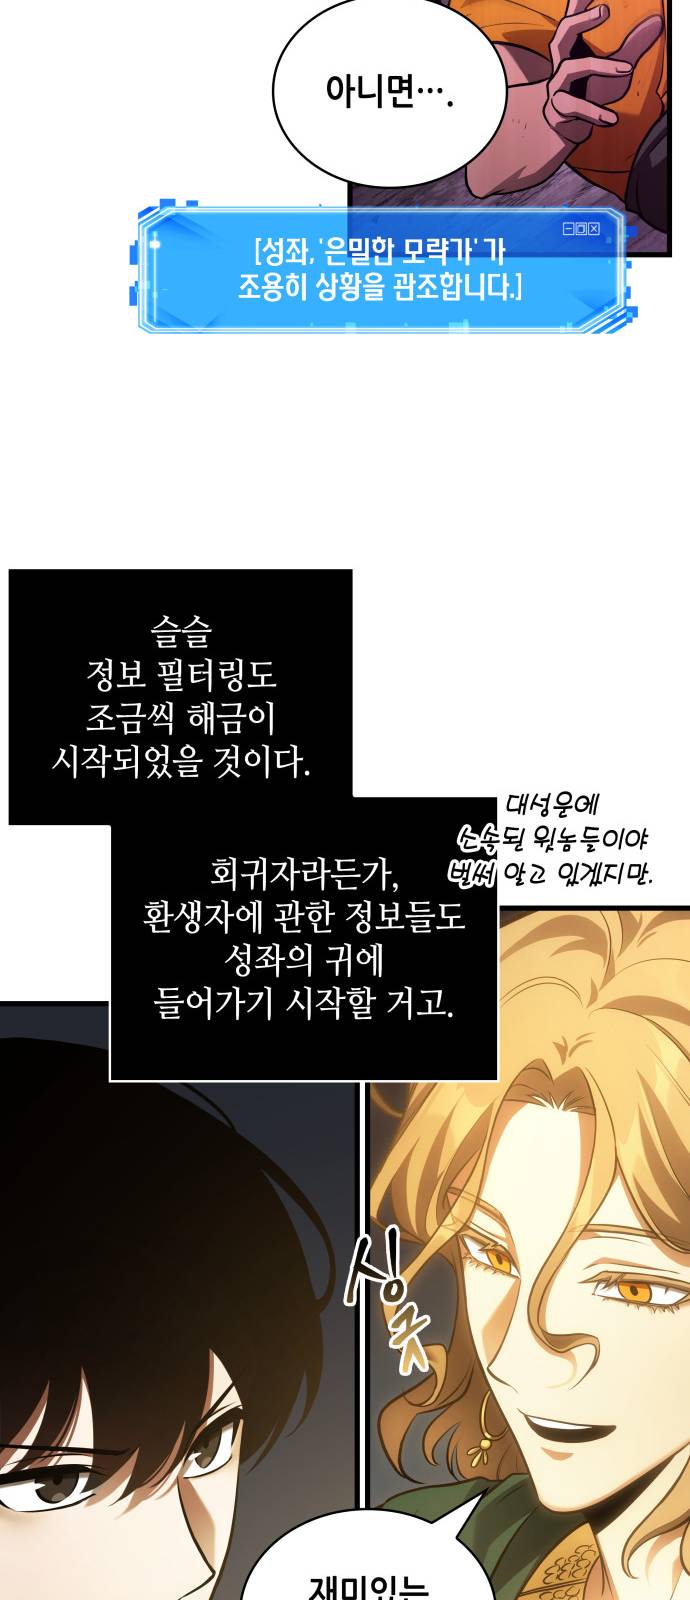 아니면….
[성좌, '은밀한 모략가' 가
조용히 상황을 관조합니다.]
슬슬
정보 필터링도
조금씩 해금이
시작되었을 것이다.
대성운에
소속된 윗놈들이야
벌써 알고 있겠지만.
회귀자라든가,
환생자에 관한 정보들도
성좌의 귀에
들어가기 시작할 거고.
싱긋
재미있는